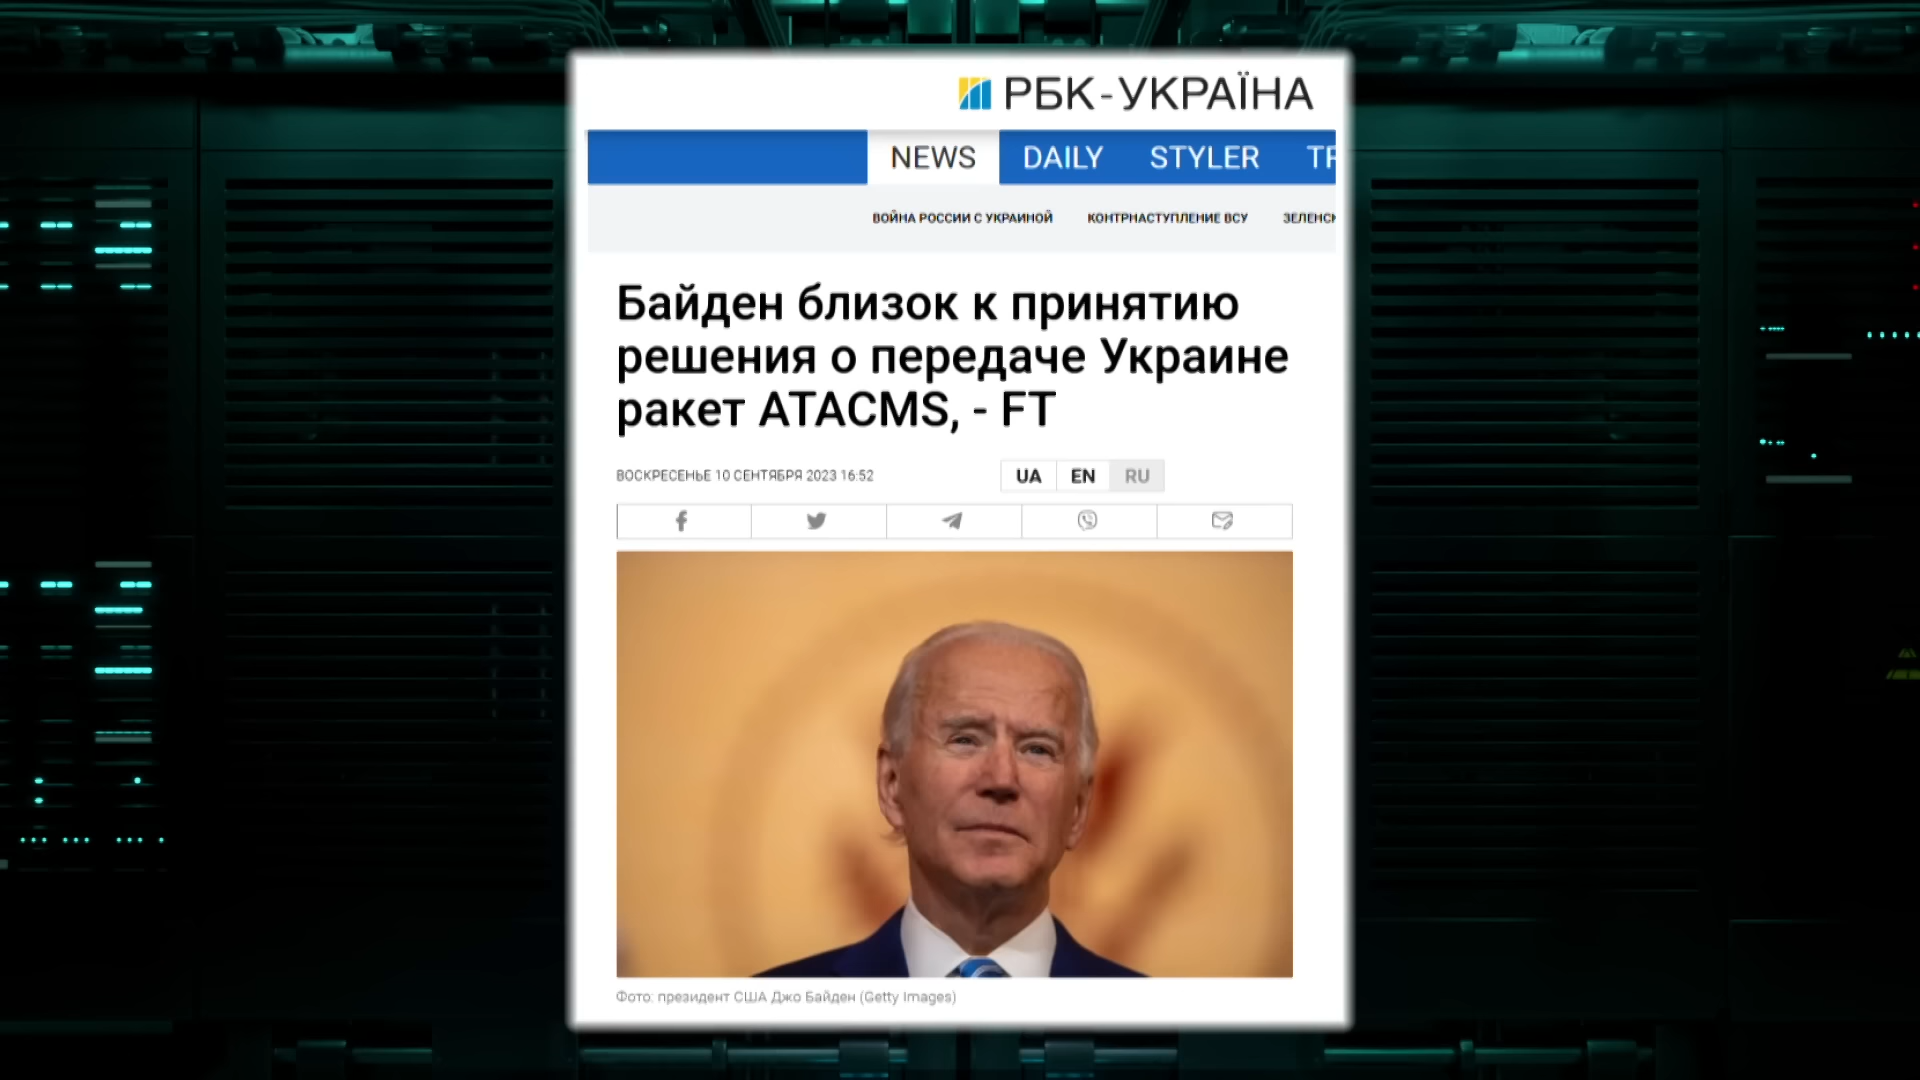 РБК-УКРАЇНА
NEWS DAILY STYLER
ВОЙНА РОССИИ С УКРАИНОЙ КОНТРНАСТУПЛЕНИЕ ВСУ ЗЕЛЕНСК
Байден близок к принятию
решения о передаче Украине
ракет ATACMS, - FT
ВОСКРЕСЕНЬЕ 10 СЕНТЯБРЯ 2023 16:52
UA EN RU
Фото: президент США Джо Байден (Getty Images)